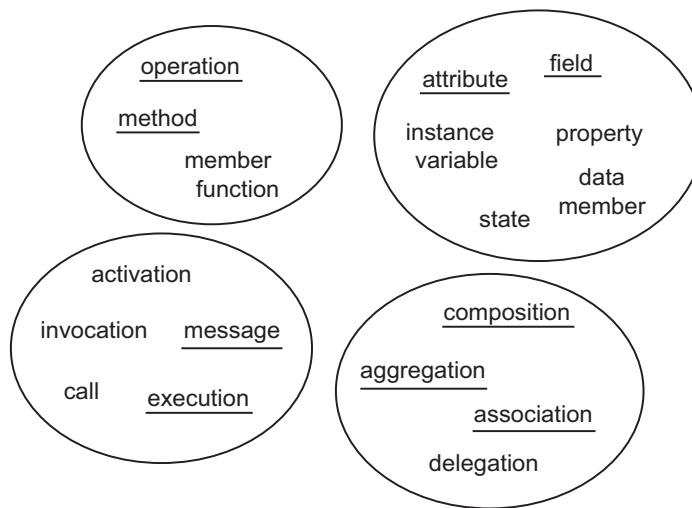 operation
method
member
function
attribute
field
instance
variable
property
data
member
state
activation
invocation
message
call
execution
composition
aggregation
association
delegation